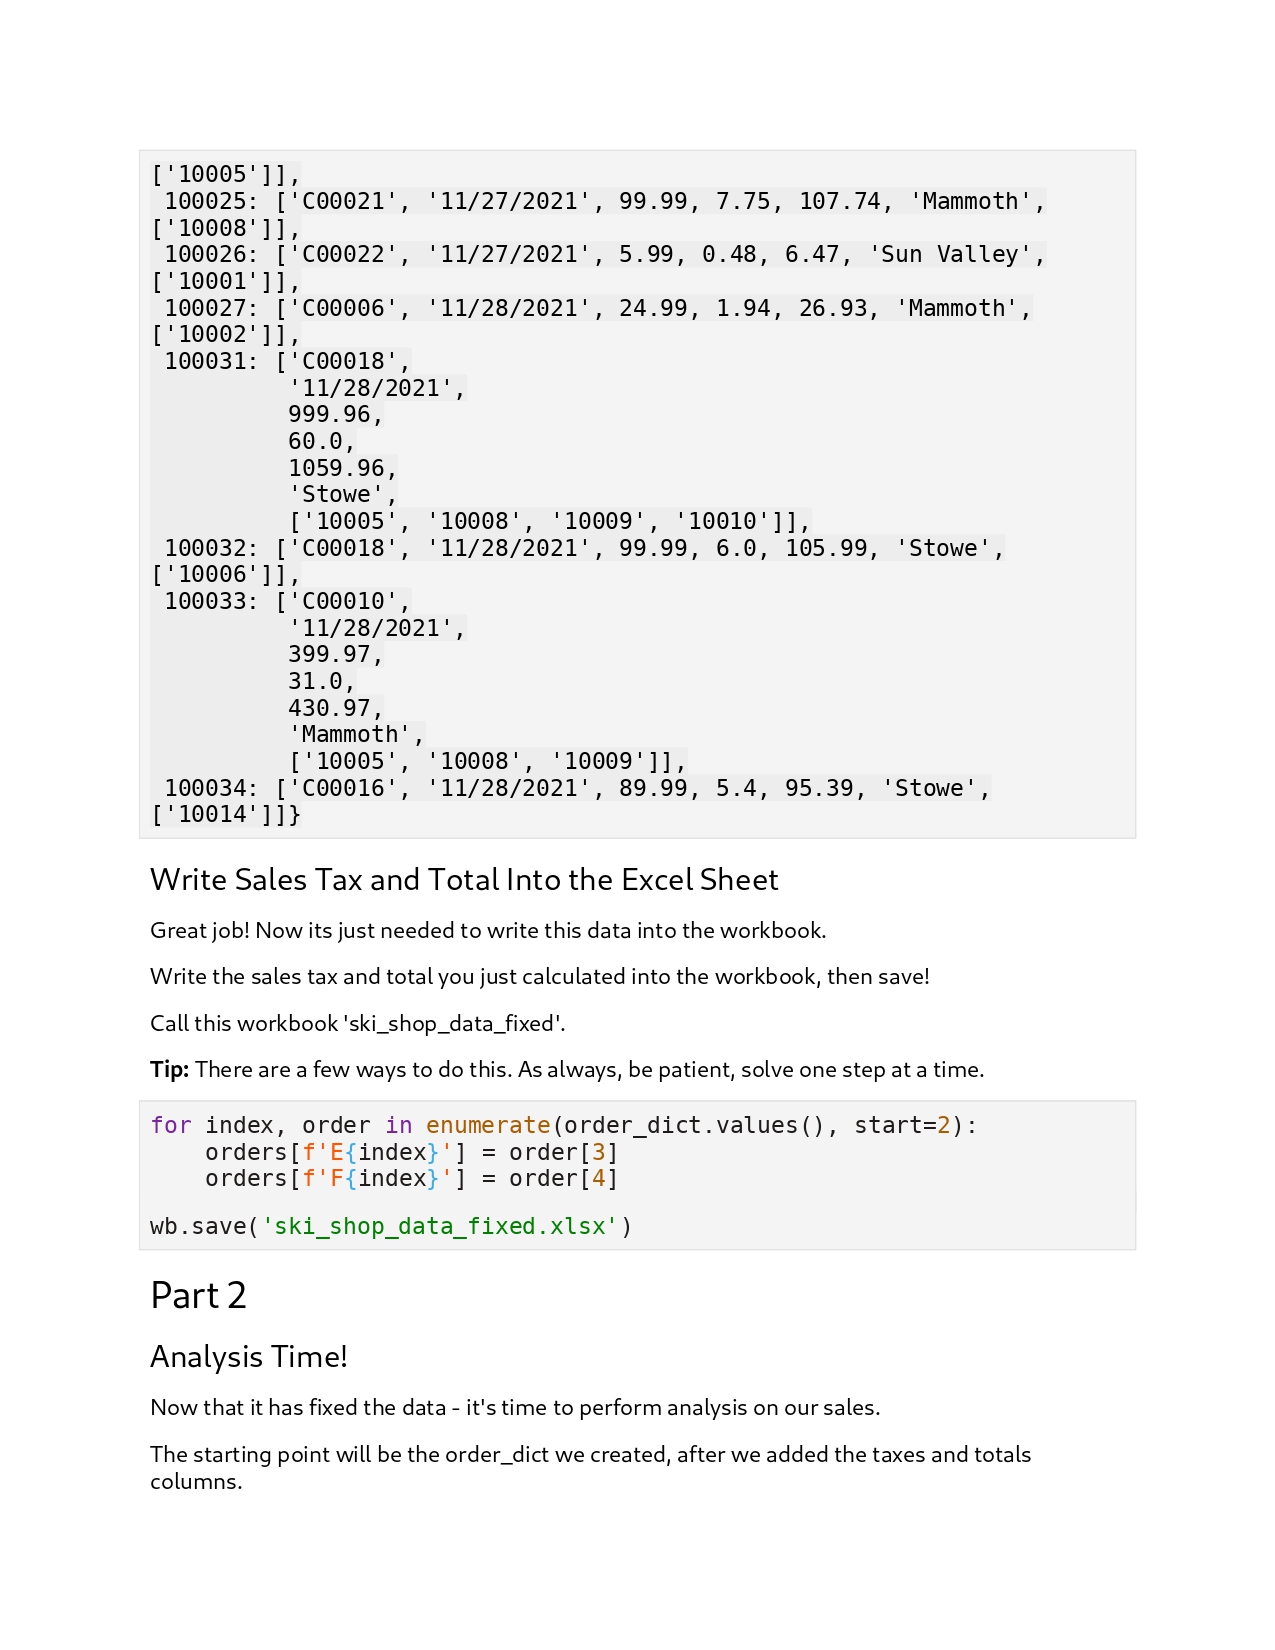 ['10005']],
 100025: ['C00021', '11/27/2021', 99.99, 7.75, 107.74, 'Mammoth',
['10008']],
 100026: ['C00022', '11/27/2021', 5.99, 0.48, 6.47, 'Sun Valley',
['10001']],
 100027: ['C00006', '11/28/2021', 24.99, 1.94, 26.93, 'Mammoth',
['10002']],
 100031: ['C00018',
          '11/28/2021',
          999.96,
          60.0,
          1059.96,
          'Stowe',
          ['10005', '10008', '10009', '10010']],
 100032: ['C00018', '11/28/2021', 99.99, 6.0, 105.99, 'Stowe',
['10006']],
 100033: ['C00010',
          '11/28/2021',
          399.97,
          31.0,
          430.97,
          'Mammoth',
          ['10005', '10008', '10009']],
 100034: ['C00016', '11/28/2021', 89.99, 5.4, 95.39, 'Stowe',
['10014']]}
Write Sales Tax and Total Into the Excel Sheet
Great job! Now its just needed to write this data into the workbook.
Write the sales tax and total you just calculated into the workbook, then save!
Call this workbook 'ski_shop_data_fixed'.
Tip: There are a few ways to do this. As always, be patient, solve one step at a time.
for index, order in enumerate(order_dict.values(), start=2):
    orders[f'E{index}'] = order[3]
    orders[f'F{index}'] = order[4]
wb.save('ski_shop_data_fixed.xlsx')
Part 2
Analysis Time!
Now that it has fixed the data - it's time to perform analysis on our sales.
The starting point will be the order_dict we created, after we added the taxes and totals
columns.